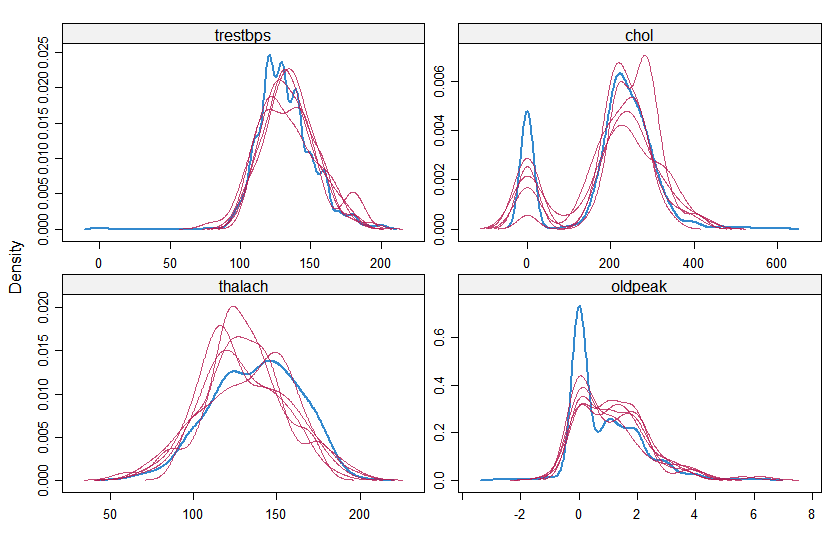 trestbps
chol
0.000 0.005 0.010 0.015 0.020 0.025
0 50 100 150 200
0.000 0.002 0.004 0.006
0 200 400 600
Density
thalach
oldpeak
0.000 0.005 0.010 0.015 0.020
50 100 150 200
0.0 0.2 0.4 0.6
-2 0 2 4 6 8